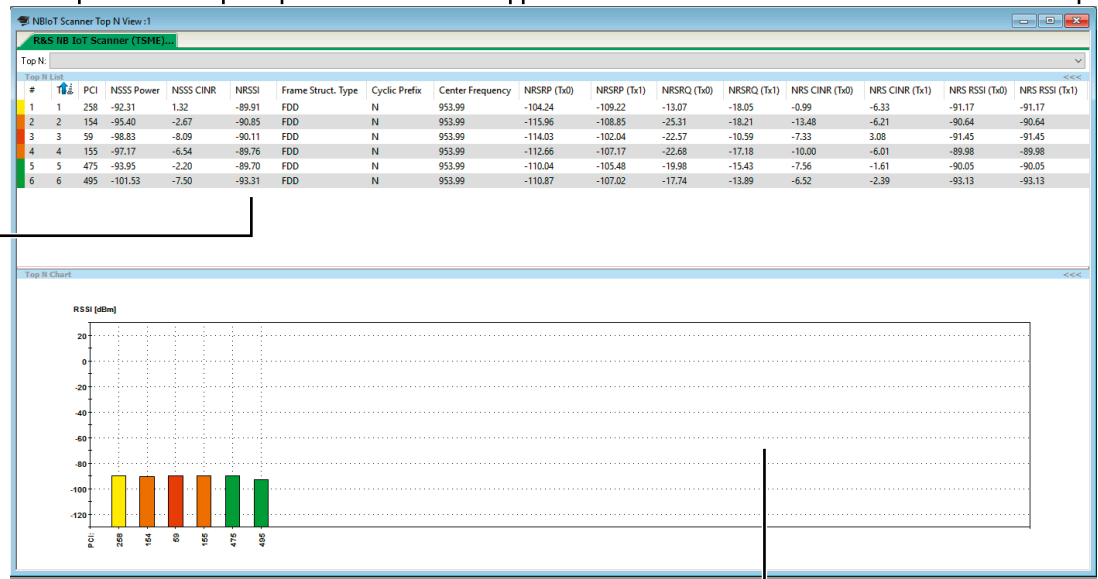 NBIoT Scanner Top N View :1
R&S NB IoT Scanner (TSME)...
Top N:
Top N List <<<
# T PCI NSSS Power NSSS CINR NRSSI Frame Struct. Type Cyclic Prefix Center Frequency NRSRP (Tx0) NRSRP (Tx1) NRSRQ (Tx0) NRSRQ (Tx1) NRS CINR (Tx0) NRS CINR (Tx1) NRS RSSI (Tx0) NRS RSSI (Tx1)
1 1 258 -92.31 1.32 -89.91 FDD N 953.99 -104.24 -109.22 -13.07 -18.05 -0.99 -6.33 -91.17 -91.17
2 2 154 -95.40 -2.67 -90.85 FDD N 953.99 -115.96 -108.85 -25.31 -18.21 -13.48 -6.21 -90.64 -90.64
3 3 59 -98.83 -8.09 -90.11 FDD N 953.99 -114.03 -102.04 -22.57 -10.59 -7.33 3.08 -91.45 -91.45
4 4 155 -97.17 -6.54 -89.76 FDD N 953.99 -112.66 -107.17 -22.68 -17.18 -10.00 -6.01 -89.98 -89.98
5 5 475 -93.95 -2.20 -89.70 FDD N 953.99 -110.04 -105.48 -19.98 -15.43 -7.56 -1.61 -90.05 -90.05
6 6 495 -101.53 -7.50 -93.31 FDD N 953.99 -110.87 -107.02 -17.74 -13.89 -6.52 -2.39 -93.13 -93.13
Top N Chart <<<
RSSI [dBm]
20
0
-20
-40
-60
-80
-100
-120
PCI: 258 154 59 155 475 495